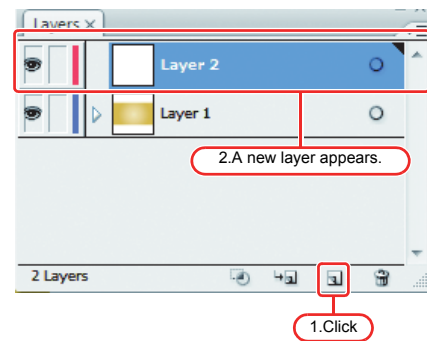 Layers x
Layer 2
Layer 1
2.A new layer appears.
2 Layers
1.Click